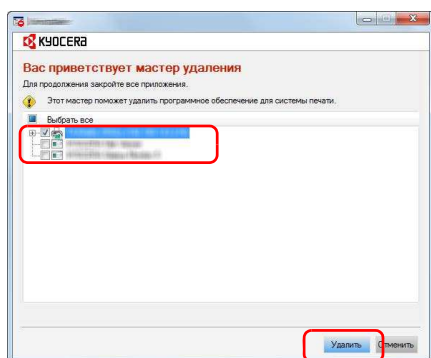 KYOCERA
Вас приветствует мастер удаления
Для продолжения закройте все приложения.
Этот мастер поможет удалить программное обеспечение для системы печати.
Выбрать все
Удалить Отменить